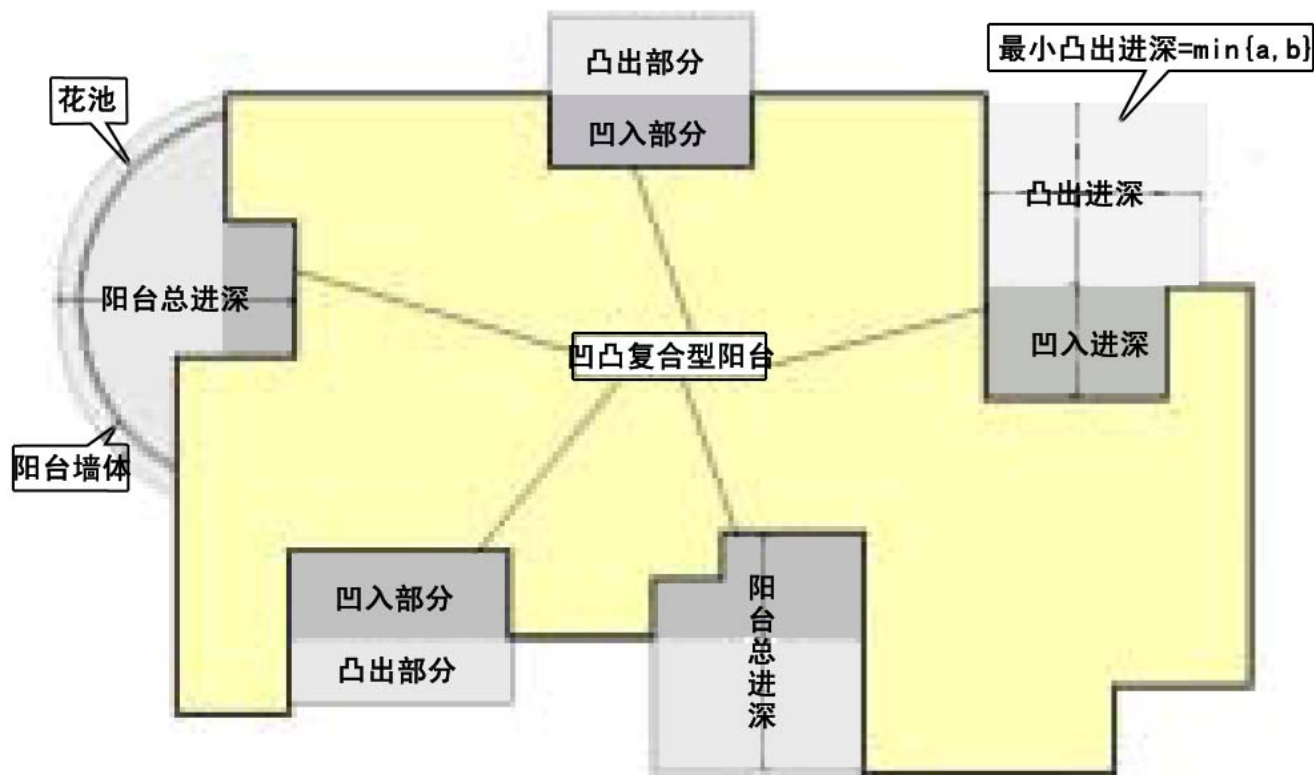 最小凸出进深=min{a,b}
凸出部分
花池
凹入部分
凸出进深
阳台总进深
凹凸复合型阳台
凹入进深
阳台墙体
凹入部分
阳台总进深
凸出部分